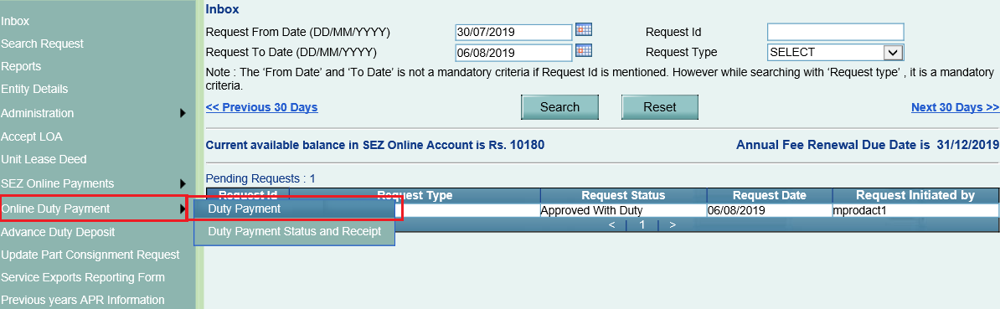 Inbox
Search Request
Reports
Entity Details
Administration
Accept LOA
Unit Lease Deed
SEZ Online Payments
Online Duty Payment
Advance Duty Deposit
Update Part Consignment Request
Service Exports Reporting Form
Previous years APR Information
Duty Payment
Duty Payment Status and Receipt
Inbox
Request From Date (DD/MM/YYYY) 30/07/2019 Request Id
Request To Date (DD/MM/YYYY) 06/08/2019 Request Type SELECT
Note : The ‘From Date’ and ‘To Date’ is not a mandatory criteria if Request Id is mentioned. However while searching with ‘Request type’ , it is a mandatory
criteria.
<< Previous 30 Days Search Reset Next 30 Days >>
Current available balance in SEZ Online Account is Rs. 10180 Annual Fee Renewal Due Date is 31/12/2019
Pending Requests : 1
Request Id Request Type Request Status Request Date Request Initiated by
Approved With Duty 06/08/2019 mprodact1
< | 1 | >